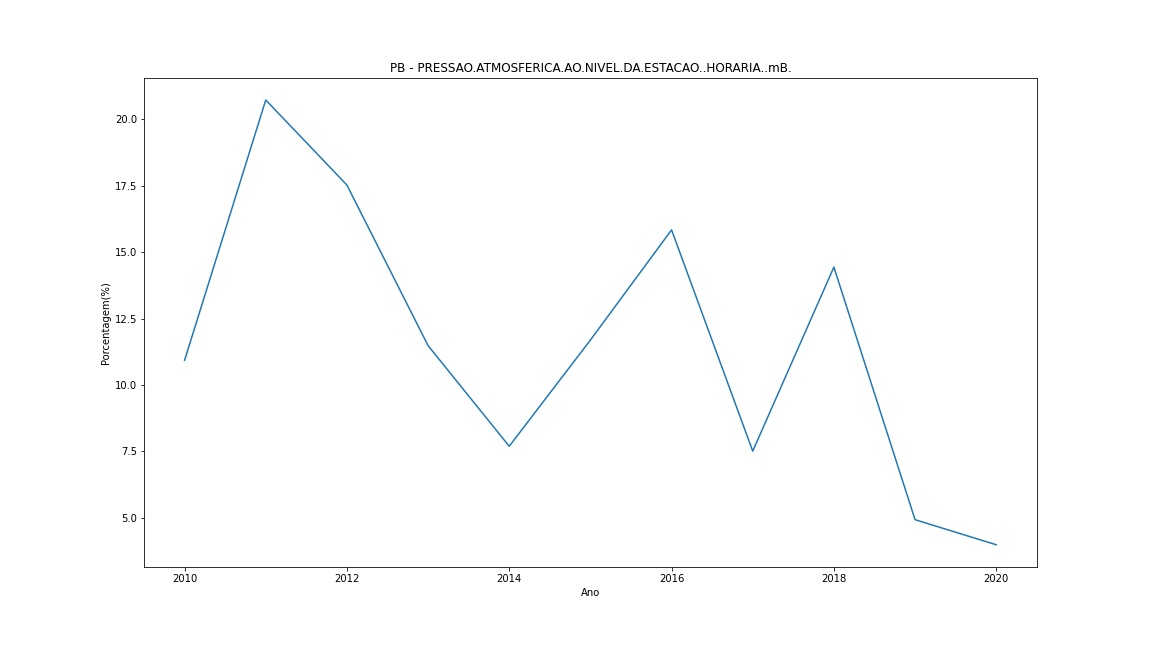 PB - PRESSAO.ATMOSFERICA.AO.NIVEL.DA.ESTACAO..HORARIA..mB.
20.0
17.5
15.0
12.5
10.0
7.5
5.0
Porcentagem(%)
2010 2012 2014 2016 2018 2020
Ano